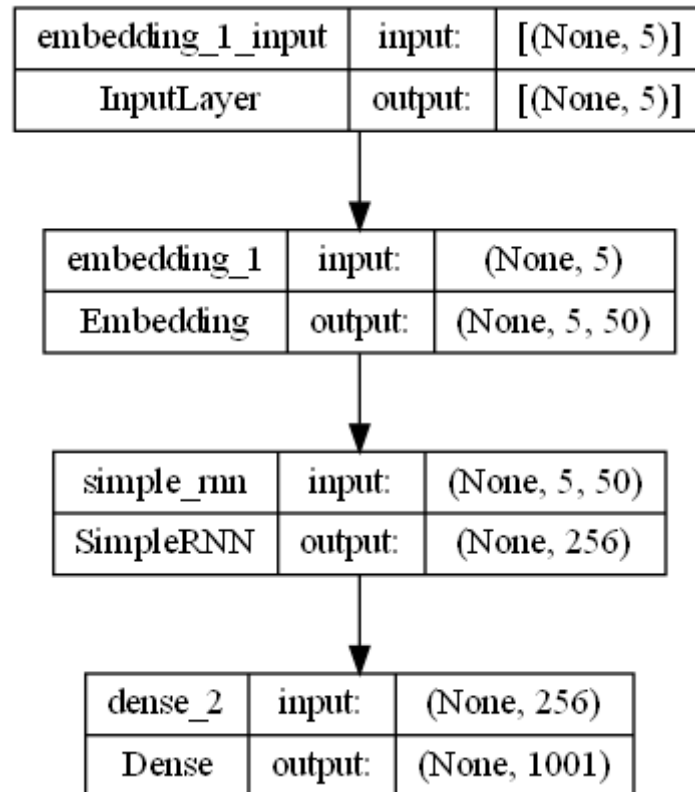 embedding_1_input input: [(None, 5)]
InputLayer output: [(None, 5)]
embedding_1 input: (None, 5)
Embedding output: (None, 5, 50)
simple_rnn input: (None, 5, 50)
SimpleRNN output: (None, 256)
dense_2 input: (None, 256)
Dense output: (None, 1001)